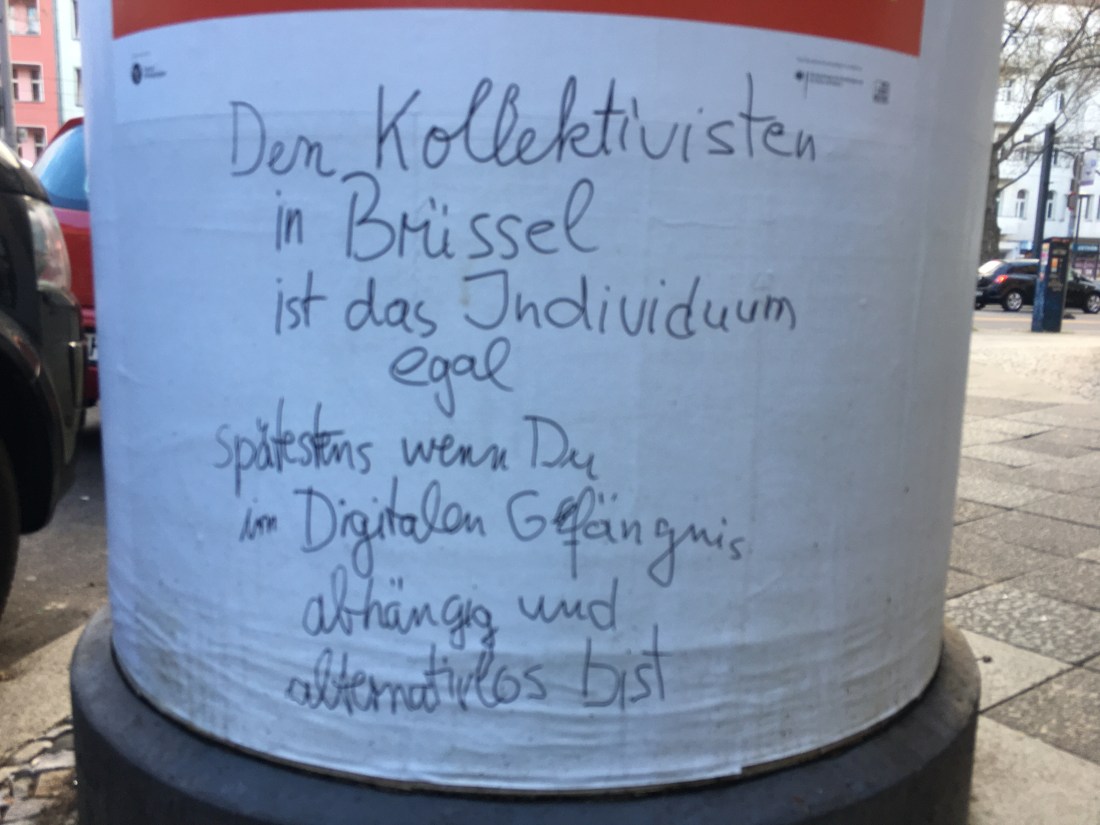 Den Kollektivisten
in Brüssel
ist das Individuum
egal
spätestens wenn Du
im Digitalen Gefängnis
abhängig und
alternativlos bist